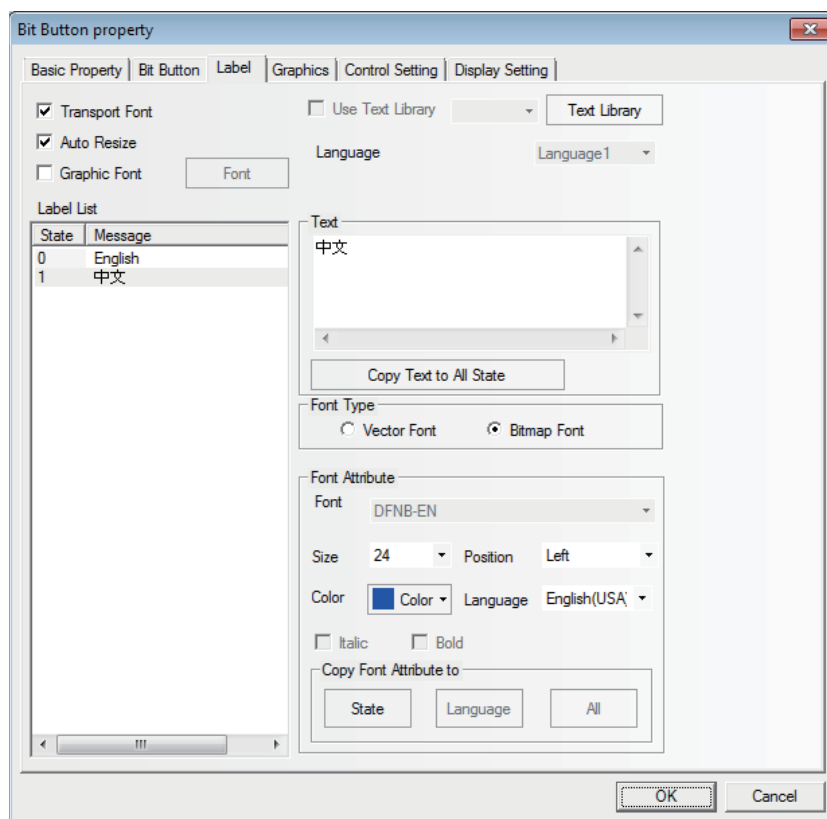 Bit Button property
Basic Property Bit Button Label Graphics Control Setting Display Setting
Transport Font
Use Text Library
Text Library
Auto Resize
Language
Language1
Graphic Font
Font
Label List
State Message
0 English
1 中文
Text
中文
Copy Text to All State
Font Type
Vector Font
Bitmap Font
Font Attribute
Font
DFNB-EN
Size
24
Position
Left
Color
Color
Language
English(USA)
Italic
Bold
Copy Font Attribute to
State
Language
All
OK
Cancel